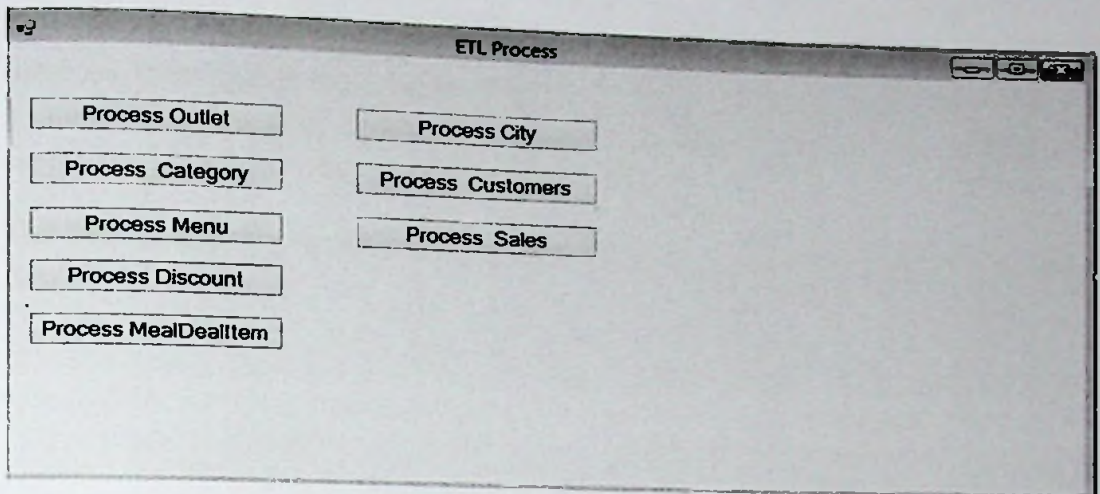 ETL Process
Process Outlet
Process Category
Process Menu
Process Discount
Process MealDealItem
Process City
Process Customers
Process Sales